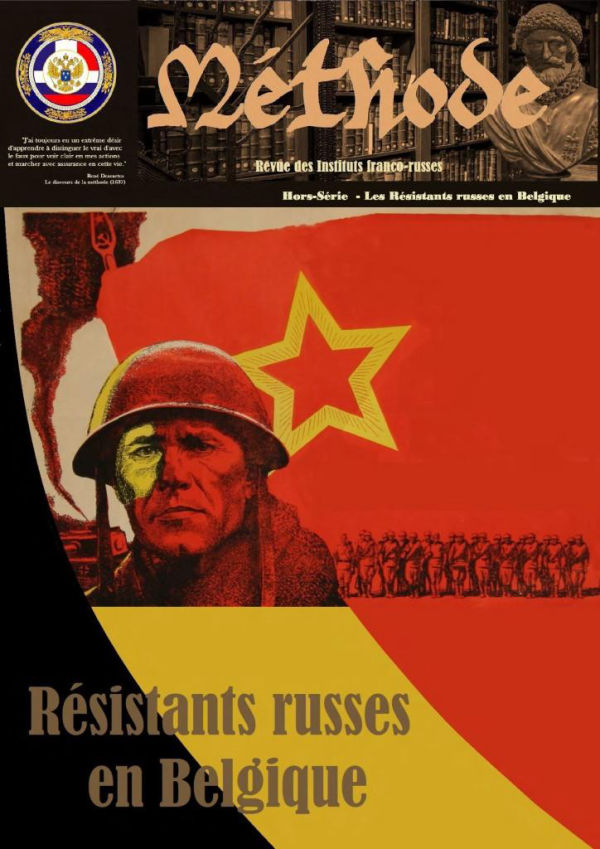 Méthode
"J'ai toujours eu un extrême désir
d'apprendre à distinguer le vrai d'avec
le faux pour voir clair en mes actions
et marcher avec assurance en cette vie."
René Descartes
Le discours de la méthode (1637)
Revue des Instituts franco-russes
Hors-Série - Les Résistants russes en Belgique
Résistants russes
en Belgique